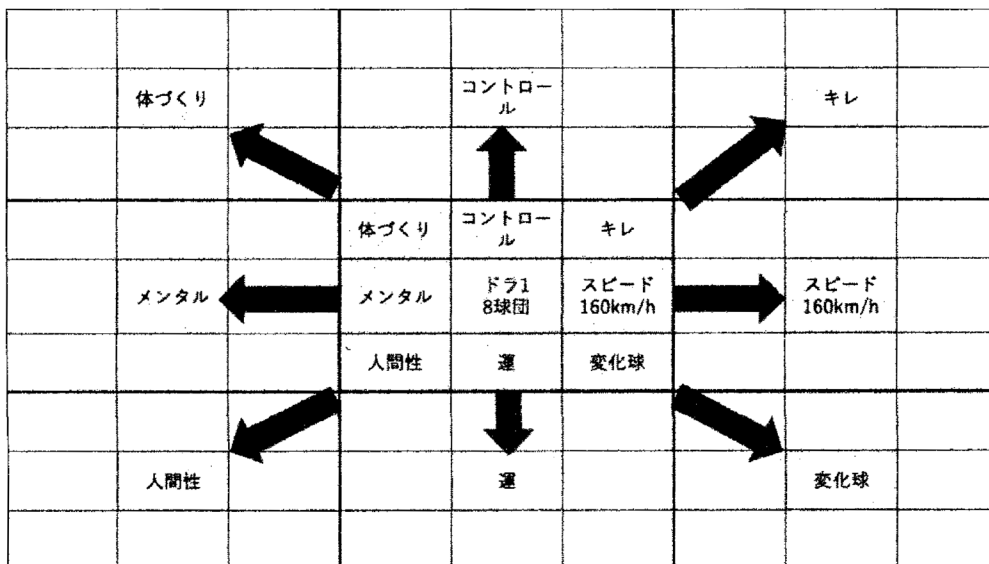 体づくり
コントロー
ル
キレ
体づくり
コントロー
ル
キレ
メンタル
メンタル
ドラ1
8球団
スピード
160km/h
スピード
160km/h
人間性
運
変化球
人間性
運
変化球